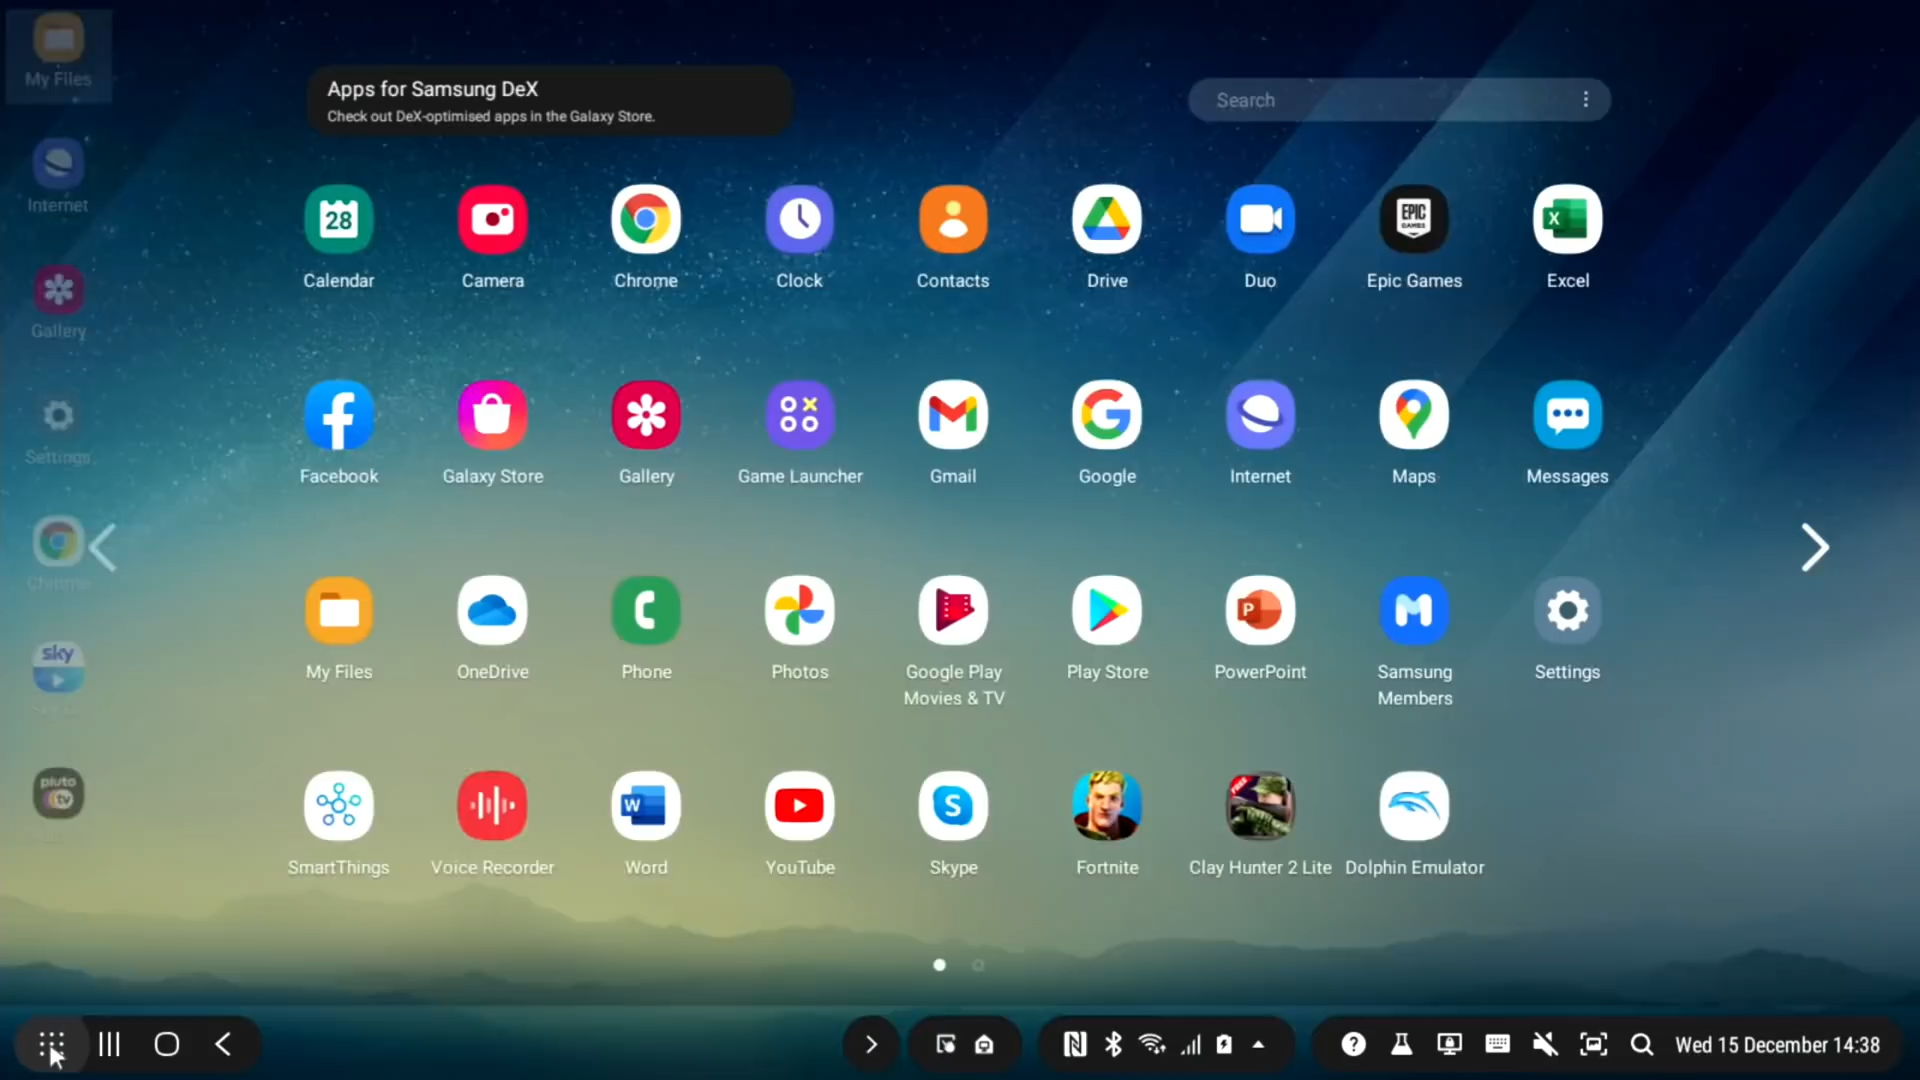 My Files
Apps for Samsung DeX
Check out DeX-optimised apps in the Galaxy Store.
Search
Internet
Gallery
Settings
sky
pluto
tv
28
EPIC
GAMES
X
Calendar
Camera
Chrome
Clock
Contacts
Drive
Duo
Epic Games
Excel
Facebook
Galaxy Store
Gallery
Game Launcher
Gmail
Google
Internet
Maps
Messages
P
My Files
OneDrive
Phone
Photos
Google Play
Movies & TV
Play Store
PowerPoint
Samsung
Members
Settings
W
S
FREE
SmartThings
Voice Recorder
Word
YouTube
Skype
Fortnite
Clay Hunter 2 Lite
Dolphin Emulator
Wed 15 December 14:38